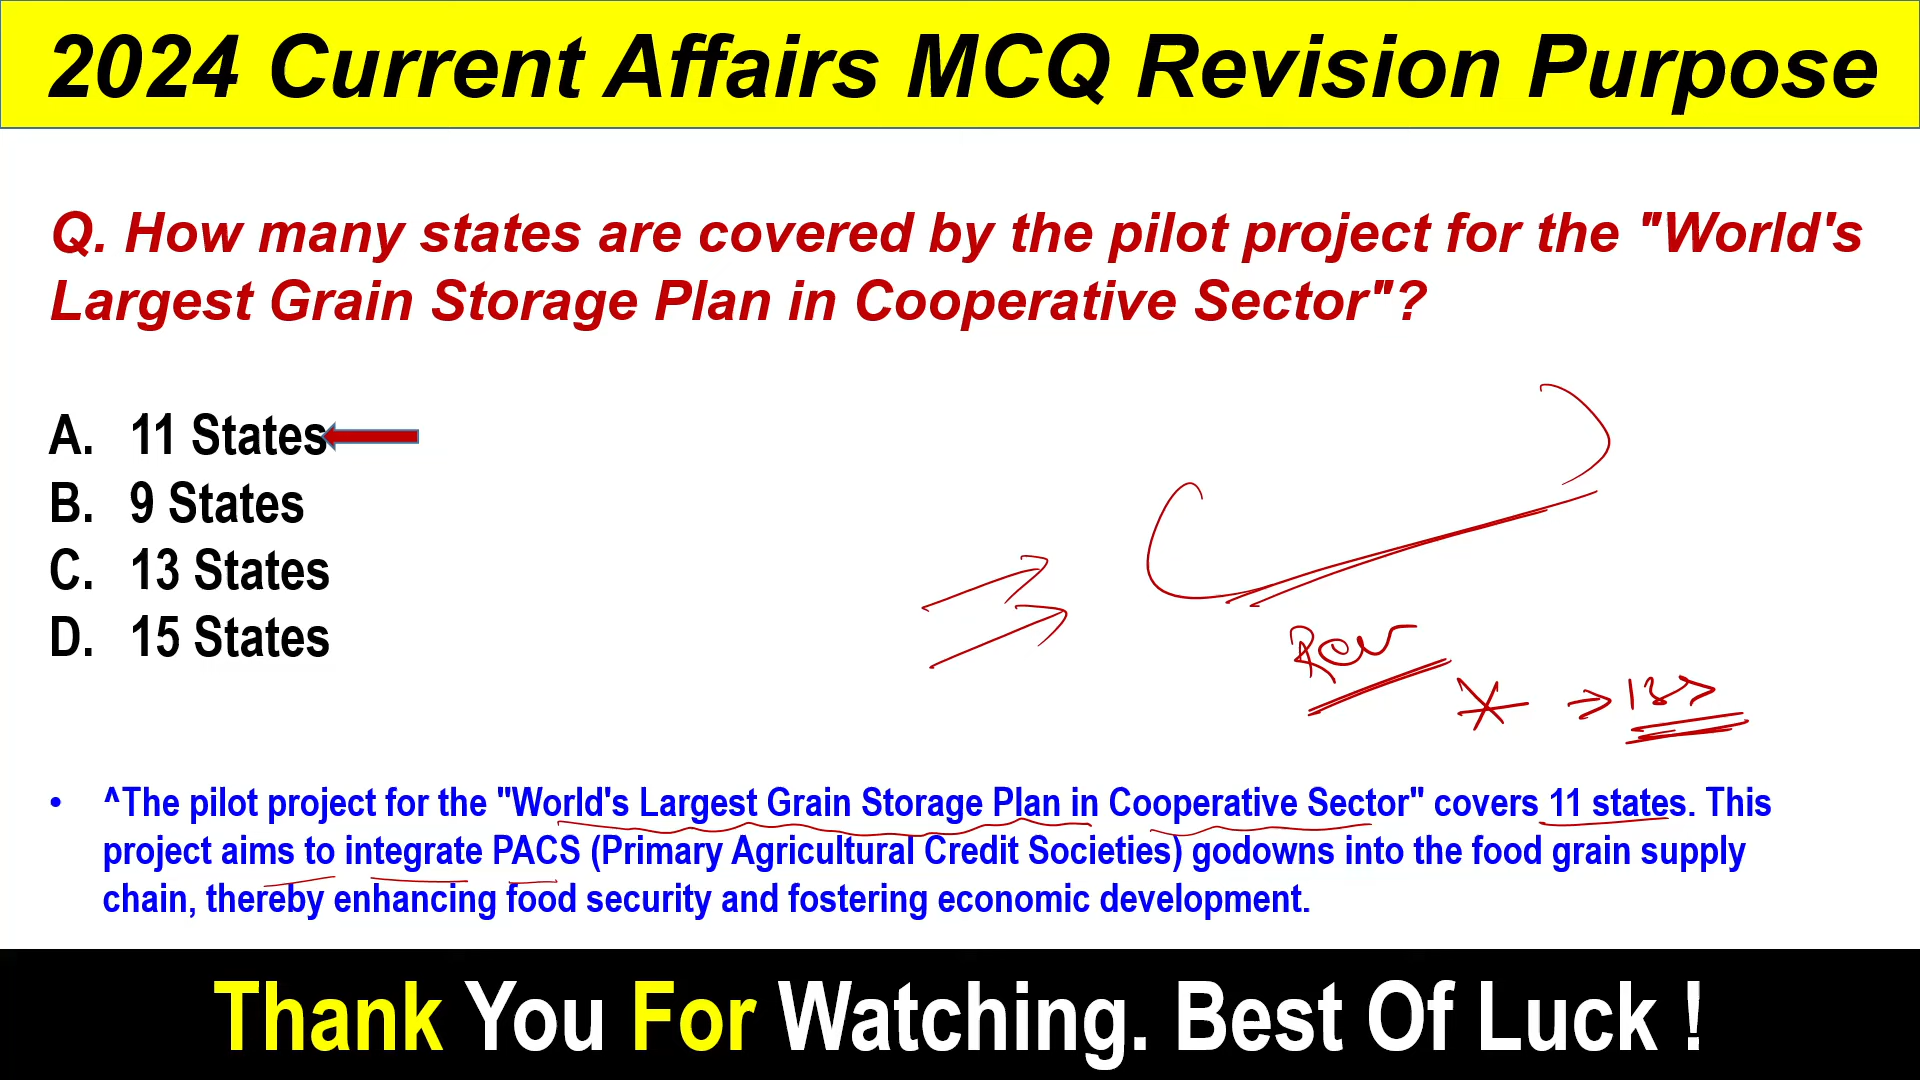 2024 Current Affairs MCQ Revision Purpose
Q. How many states are covered by the pilot project for the "World's
Largest Grain Storage Plan in Cooperative Sector"?
A. 11 States
B. 9 States
C. 13 States
D. 15 States
• ^The pilot project for the "World's Largest Grain Storage Plan in Cooperative Sector" covers 11 states. This
project aims to integrate PACS (Primary Agricultural Credit Societies) godowns into the food grain supply
chain, thereby enhancing food security and fostering economic development.
Thank You For Watching. Best Of Luck !